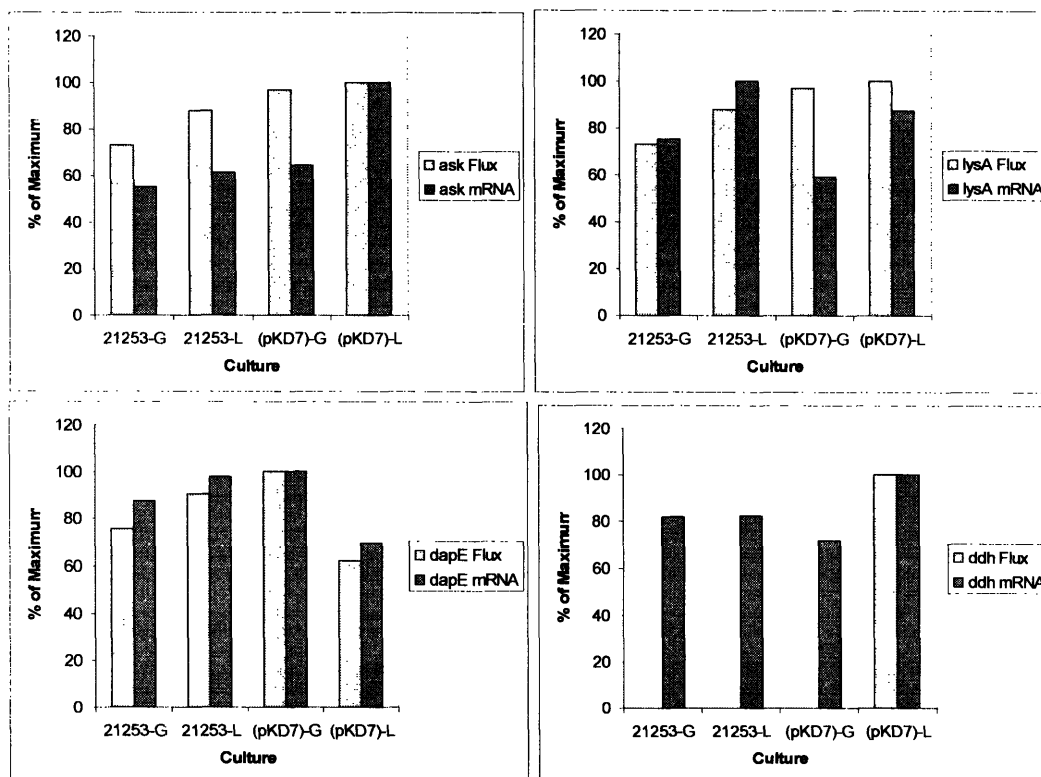 120
100
80
60
40
20
0
% of Maximum
21253-G 21253-L (pKD7)-G (pKD7)-L
Culture
ask Flux
ask mRNA
120
100
80
60
40
20
0
% of Maximum
21253-G 21253-L (pKD7)-G (pKD7)-L
Culture
lysA Flux
lysA mRNA
120
100
80
60
40
20
0
% of Maximum
21253-G 21253-L (pKD7)-G (pKD7)-L
Culture
dapE Flux
dapE mRNA
120
100
80
60
40
20
0
% of Maximum
21253-G 21253-L (pKD7)-G (pKD7)-L
Culture
ddh Flux
ddh mRNA